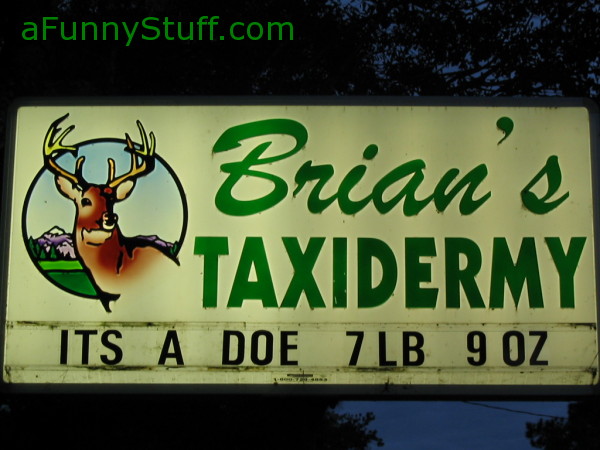 aFunnyStuff.com
Brian's
TAXIDERMY
ITS A DOE 7LB 9OZ